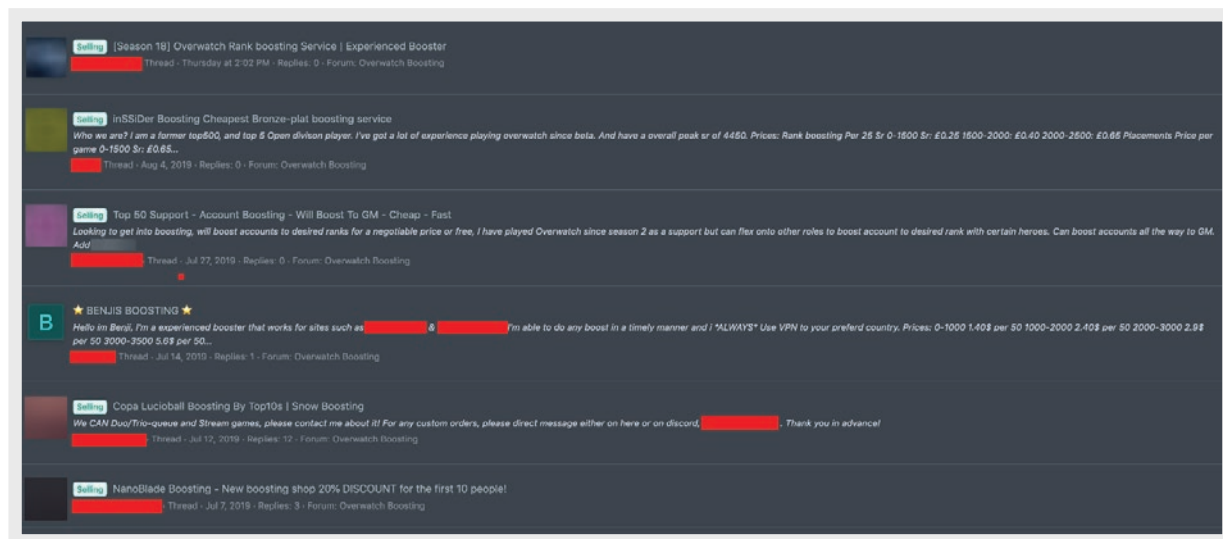 Selling [Season 18] Overwatch Rank boosting Service | Experienced Booster
Thread - Thursday at 2:02 PM - Replies: 0 - Forum: Overwatch Boosting
Selling inSSiDer Boosting Cheapest Bronze-plat boosting service
Who we are? I am a former top500, and top 5 Open divison player. I've got a lot of experience playing overwatch since beta. And have a overall peak sr of 4450. Prices: Rank boosting Per 25 Sr 0-1500 Sr: £0.25 1500-2000: £0.40 2000-2500: £0.65 Placements Price per
game 0-1500 Sr: £0.65...
Thread - Aug 4, 2019 - Replies: 0 - Forum: Overwatch Boosting
Selling Top 50 Support - Account Boosting - Will Boost To GM - Cheap - Fast
Looking to get into boosting, will boost accounts to desired ranks for a negotiable price or free, I have played Overwatch since season 2 as a support but can flex onto other roles to boost account to desired rank with certain heroes. Can boost accounts all the way to GM.
Add
Thread - Jul 27, 2019 - Replies: 0 - Forum: Overwatch Boosting
B
⭐ BENJIS BOOSTING ⭐
Hello im Benji, I'm a experienced booster that works for sites such as & I'm able to do any boost in a timely manner and i *ALWAYS* Use VPN to your preferd country. Prices: 0-1000 1.40$ per 50 1000-2000 2.40$ per 50 2000-3000 2.9$
per 50 3000-3500 5.6$ per 50...
Thread - Jul 14, 2019 - Replies: 1 - Forum: Overwatch Boosting
Selling Copa Lucioball Boosting By Top10s | Snow Boosting
We CAN Duo/Trio-queue and Stream games, please contact me about it! For any custom orders, please direct message either on here or on discord, . Thank you in advance!
Thread - Jul 12, 2019 - Replies: 12 - Forum: Overwatch Boosting
Selling NanoBlade Boosting - New boosting shop 20% DISCOUNT for the first 10 people!
Thread - Jul 7, 2019 - Replies: 3 - Forum: Overwatch Boosting